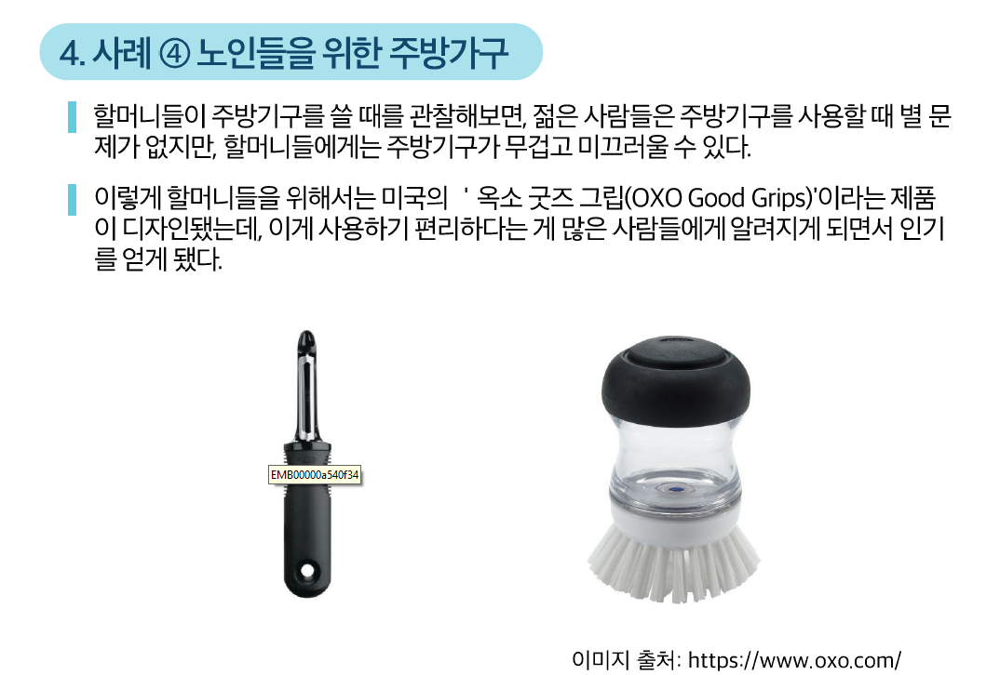 4. 사례 ④ 노인들을 위한 주방가구
할머니들이 주방기구를 쓸 때를 관찰해보면, 젊은 사람들은 주방기구를 사용할 때 별 문
제가 없지만, 할머니들에게는 주방기구가 무겁고 미끄러울 수 있다.
이렇게 할머니들을 위해서는 미국의 ' 옥소 굿즈 그립(OXO Good Grips)'이라는 제품
이 디자인됐는데, 이게 사용하기 편리하다는 게 많은 사람들에게 알려지게 되면서 인기
를 얻게 됐다.
EMB00000a540f34
이미지 출처: https://www.oxo.com/